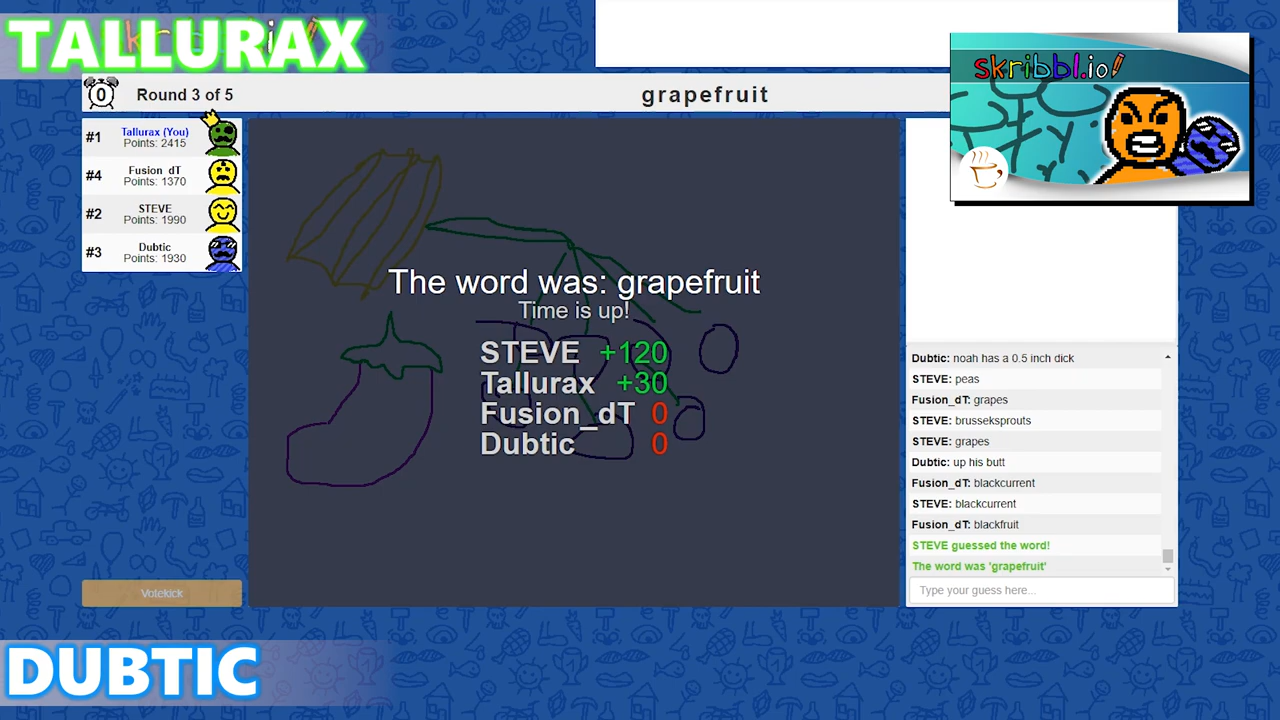 TALLURAX
skribbl.io
0
Round 3 of 5
grapefruit
#1
Tallurax (You)
Points: 2415
#4
Fusion_dT
Points: 1370
#2
STEVE
Points: 1990
#3
Dubtic
Points: 1930
The word was: grapefruit
Time is up!
STEVE +120
Tallurax +30
Fusion_dT 0
Dubtic 0
Dubtic: noah has a 0.5 inch dick
STEVE: peas
Fusion_dT: grapes
STEVE: brusseksprouts
STEVE: grapes
Dubtic: up his butt
Fusion_dT: blackcurrent
STEVE: blackcurrent
Fusion_dT: blackfruit
STEVE guessed the word!
The word was 'grapefruit'
Type your guess here...
Votekick
DUBTIC